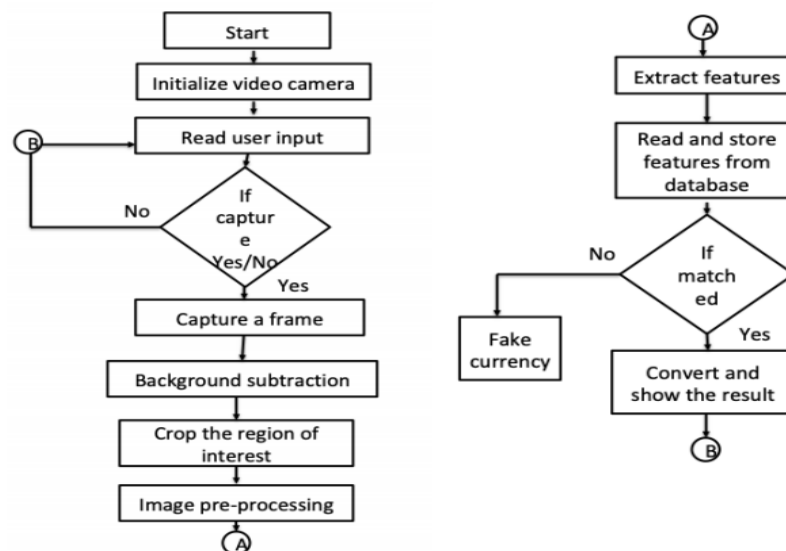 Start
Initialize video camera
B
Read user input
No
If
captur
e
Yes/No
Yes
Capture a frame
Background subtraction
Crop the region of
interest
Image pre-processing
A
A
Extract features
Read and store
features from
database
No
If
match
ed
Yes
Fake
currency
Convert and
show the result
B